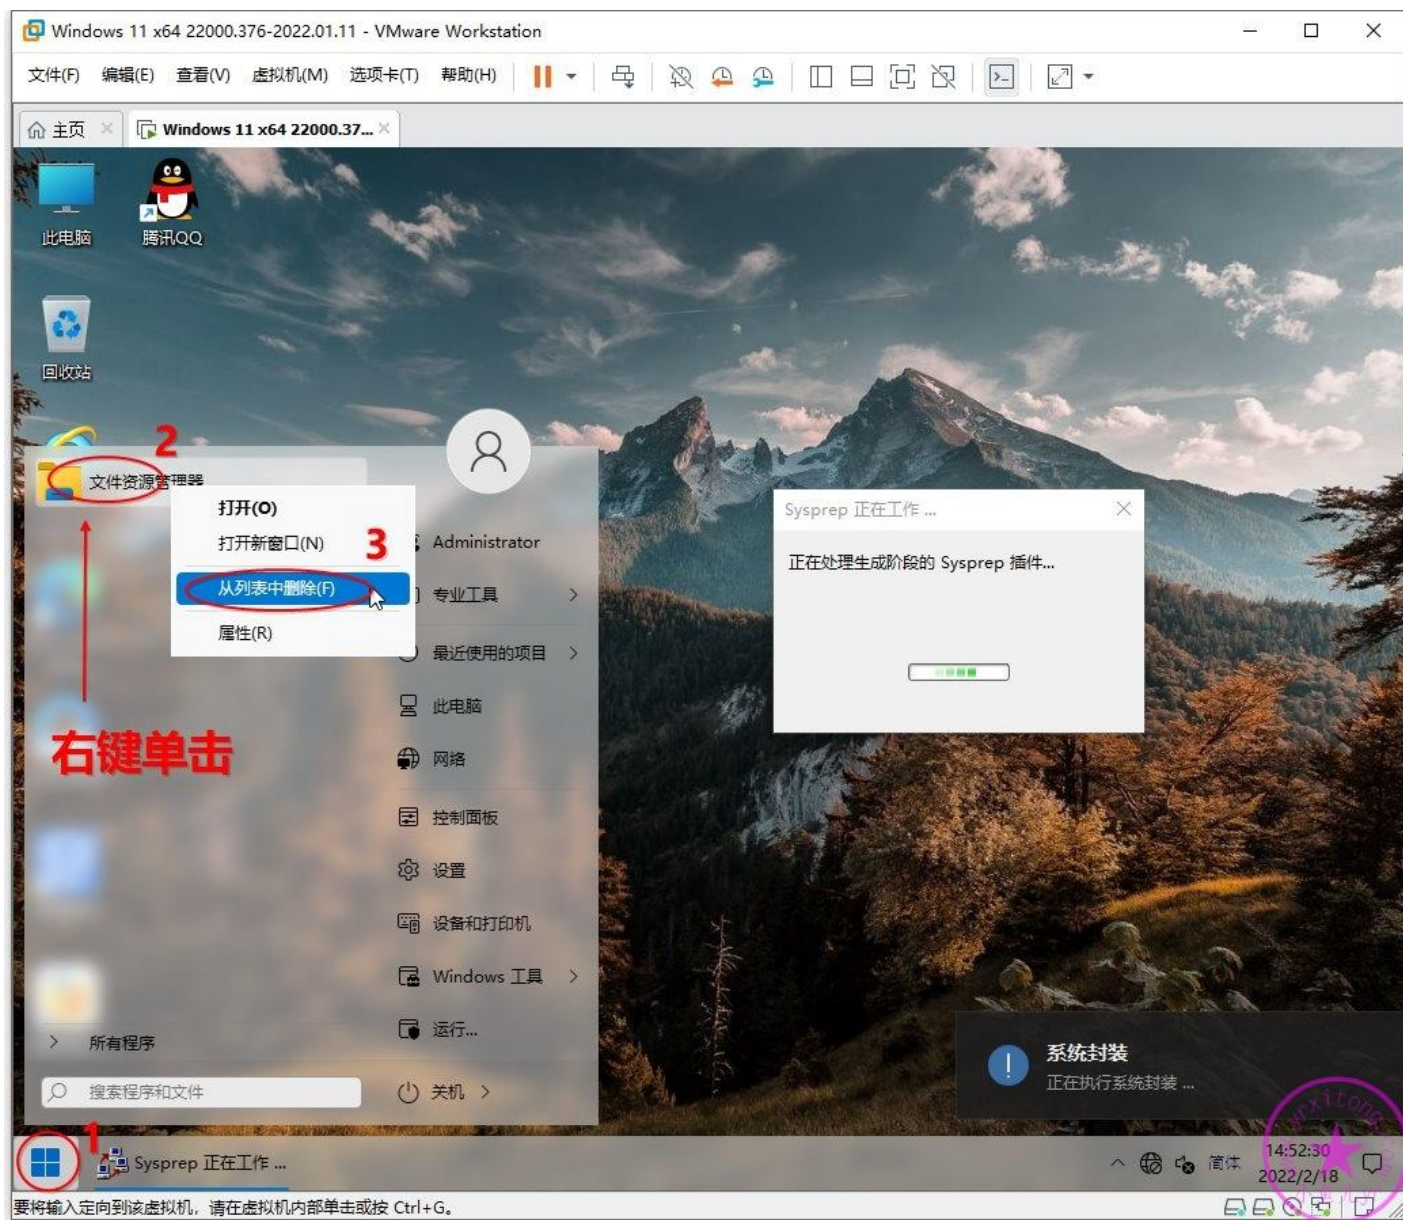 Windows 11 x64 22000.376-2022.01.11 - VMware Workstation
文件(F) 编辑(E) 查看(V) 虚拟机(M) 选项卡(T) 帮助(H)
主页 Windows 11 x64 22000.37...
此电脑 腾讯QQ
回收站
2
文件资源管理器
打开(O)
打开新窗口(N)
3
从列表中删除(F)
属性(R)
右键单击
Administrator
专业工具
最近使用的项目
此电脑
网络
控制面板
设置
设备和打印机
Windows 工具
运行...
所有程序
搜索程序和文件
关机
Sysprep 正在工作 ...
正在处理生成阶段的 Sysprep 插件...
系统封装
正在执行系统封装 ...
1
Sysprep 正在工作 ...
简体
14:52:30
2022/2/18
要将输入定向到该虚拟机，请在虚拟机内部单击或按 Ctrl+G。